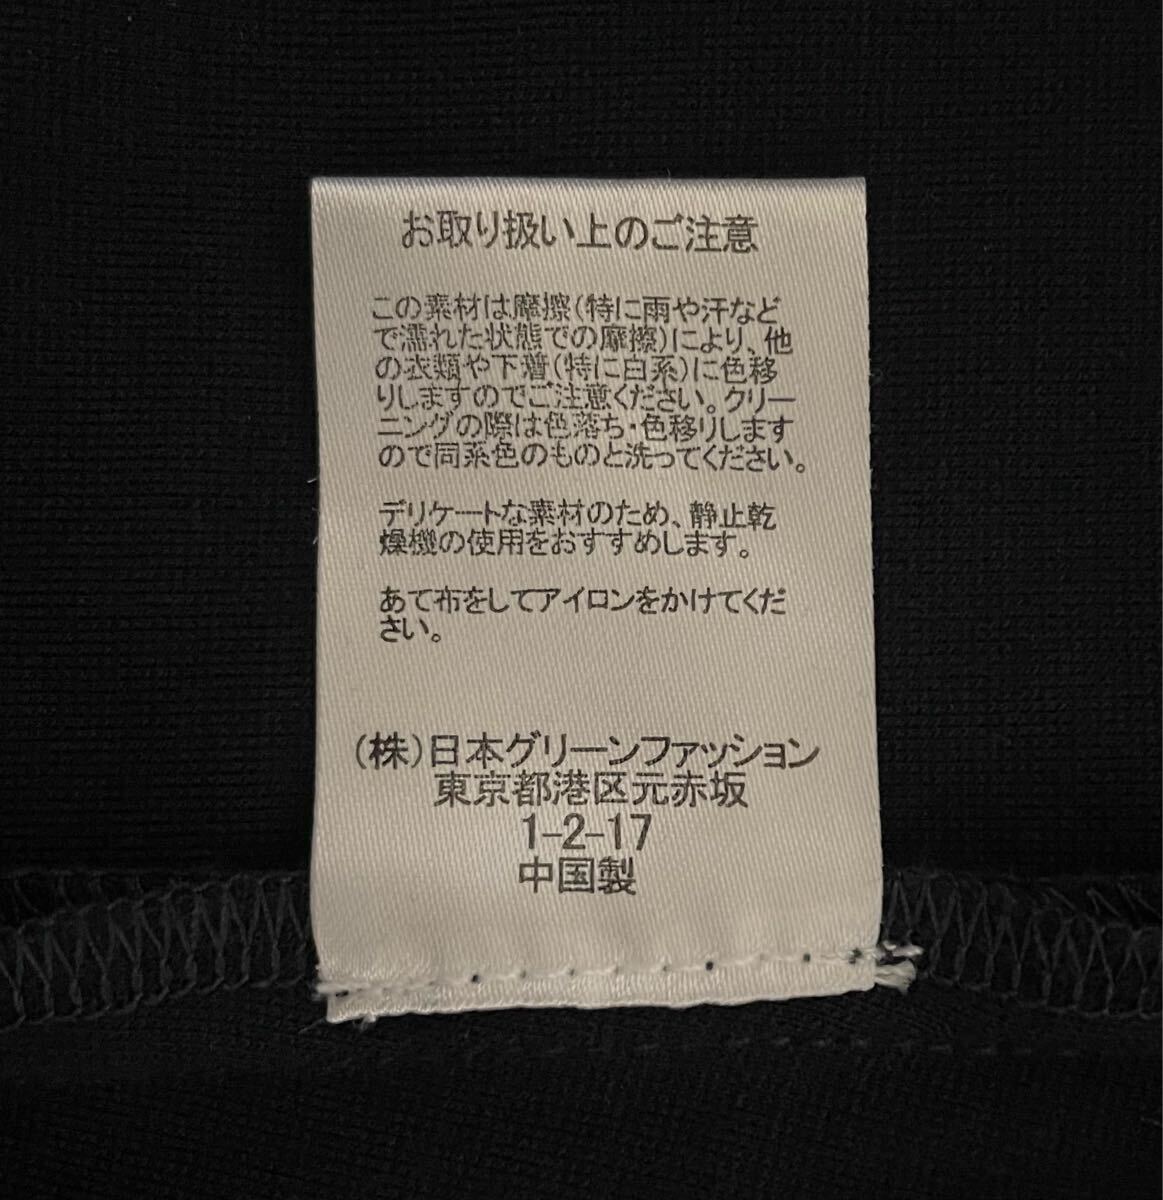 お取り扱い上のご注意
この素材は摩擦(特に雨や汗など
で濡れた状態での摩擦)により、他
の衣類や下着(特に白系)に色移
りしますのでご注意ください。クリー
ニングの際は色落ち・色移りします
ので同系色のものと洗ってください。
デリケートな素材のため、静止乾
燥機の使用をおすすめします。
あて布をしてアイロンをかけてくだ
さい。
(株)日本グリーンファッション
東京都港区元赤坂
1-2-17
中国製